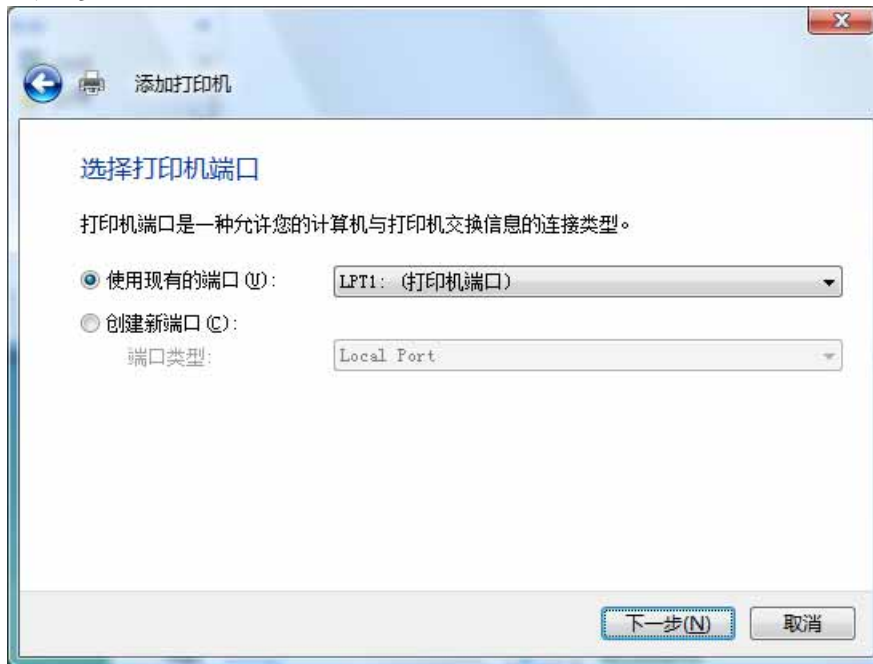 添加打印机
选择打印机端口
打印机端口是一种允许您的计算机与打印机交换信息的连接类型。
使用现有的端口(U): LPT1: (打印机端口)
创建新端口(C):
端口类型: Local Port
下一步(N) 取消